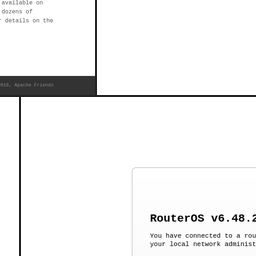 available on
dozens of
details on the
Apache Friends
RouterOS v6.48.2
You have connected to a rou
your local network administ